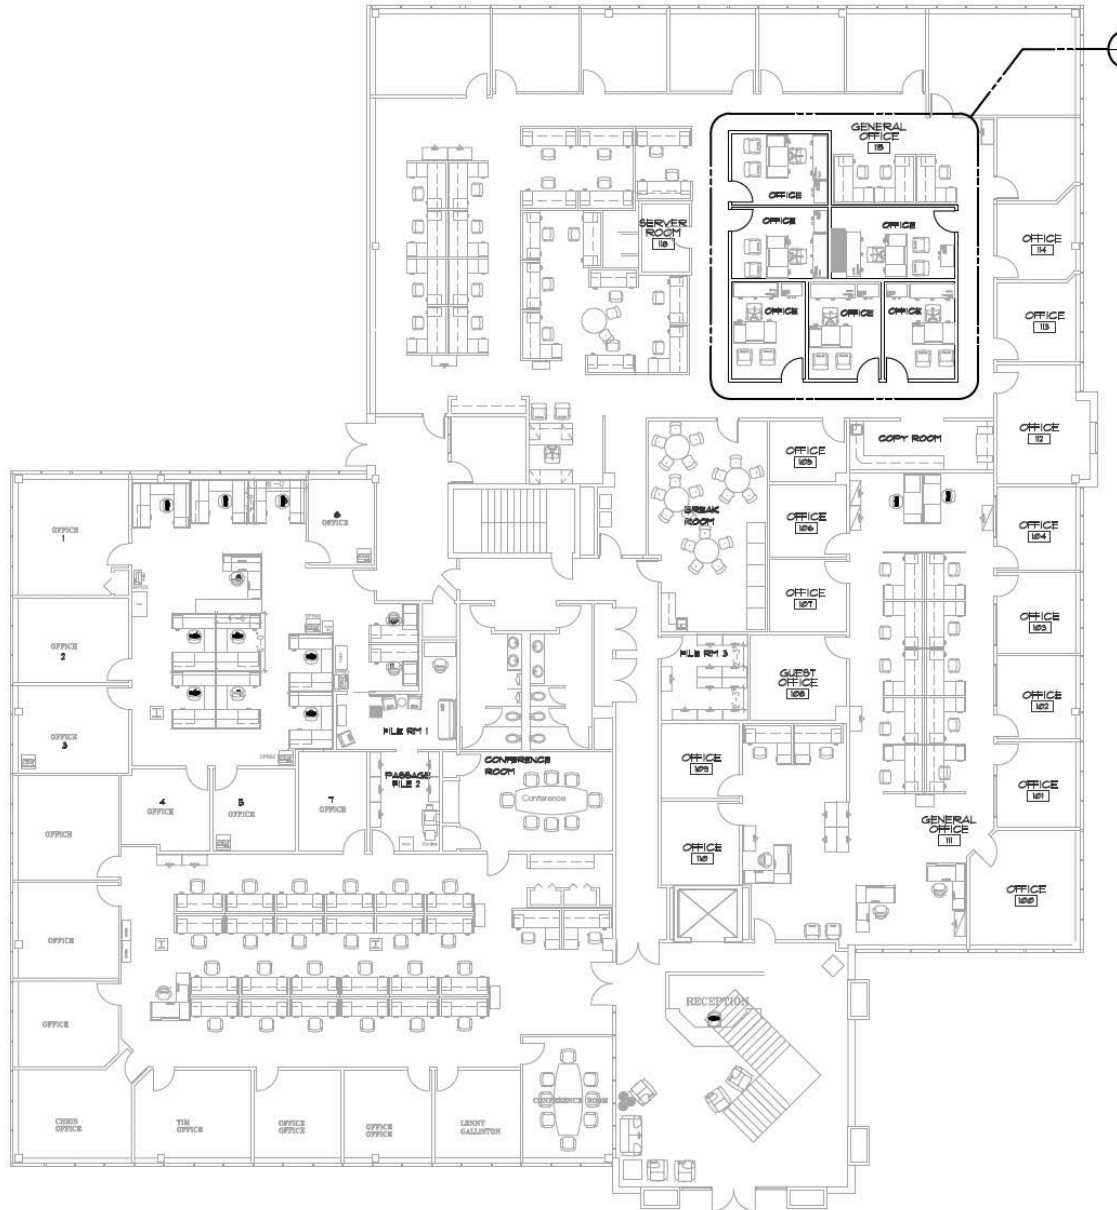 GENERAL
OFFICE
115
OFFICE
OFFICE
OFFICE
OFFICE
OFFICE
OFFICE
SERVER
ROOM
118
OFFICE
114
OFFICE
113
OFFICE
112
COPY ROOM
OFFICE
105
BREAK
ROOM
OFFICE
106
OFFICE
104
OFFICE
107
OFFICE
103
FILE RM 3
GUEST
OFFICE
108
OFFICE
102
OFFICE
109
OFFICE
101
GENERAL
OFFICE
111
OFFICE
110
OFFICE
100
OFFICE
1
6
OFFICE
OFFICE
2
OFFICE
3
FILE RM 1
PASSAGE
FILE 2
CONFERENCE
ROOM
Conference
4
OFFICE
5
OFFICE
7
OFFICE
OFFICE
OFFICE
OFFICE
RECEPTION
CHRIS
OFFICE
TIM
OFFICE
OFFICE
OFFICE
OFFICE
OFFICE
LENNY
GALLISTON
CONFERENCE ROOM